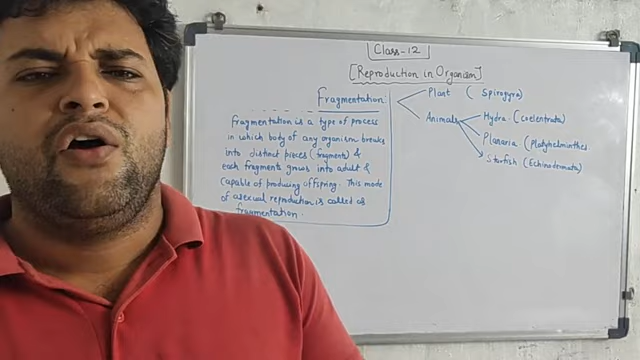 Class-12
[Reproduction in Organism]
Fragmentation:
Fragmentation is a type of process
in which body of any organism breaks
into distinct pieces (fragments) &
each fragments grows into adult &
capable of producing offspring. This mode
of asexual reproduction is called as
fragmentation.
Plant ( Spirogyra)
Animals
Hydra (coelentrata)
Planaria (Platyhelminthes
Starfish (Echinodermata)